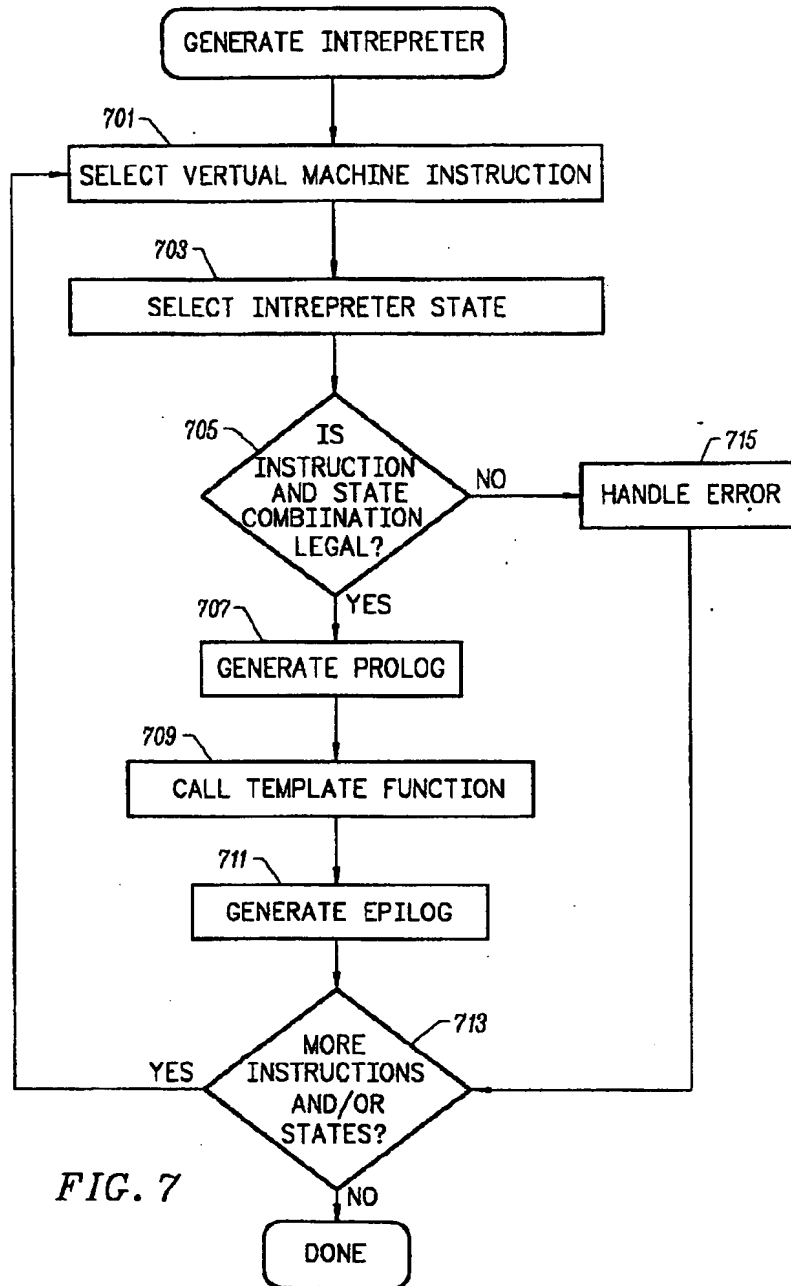 GENERATE INTREPRETER
701
SELECT VERTUAL MACHINE INSTRUCTION
703
SELECT INTREPRETER STATE
705
IS
INSTRUCTION
AND STATE
COMBIINATION
LEGAL?
NO
715
HANDLE ERROR
YES
707
GENERATE PROLOG
709
CALL TEMPLATE FUNCTION
711
GENERATE EPILOG
713
MORE
INSTRUCTIONS
AND/OR
STATES?
YES
NO
FIG. 7
DONE